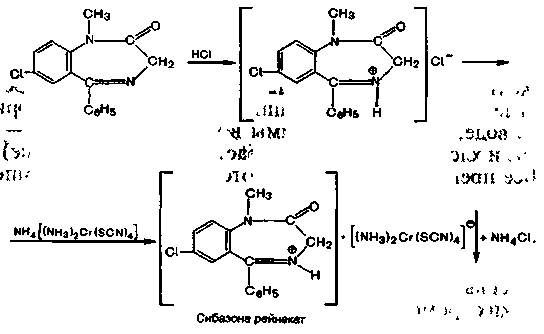 CH₃
N
C
O
CH₂
Cl
C
N
C₆H₅
HCl
CH₃
N
C
O
CH₂
Cl
C
N
⊕
H
C₆H₅
Cl⁻
NH₄[(NH₃)₂Cr(SCN)₄]
CH₃
N
C
O
CH₂
Cl
C
N
⊕
H
C₆H₅
· [(NH₃)₂Cr(SCN)₄]⊖ ↓ + NH₄Cl.
Сибазона рейнекат